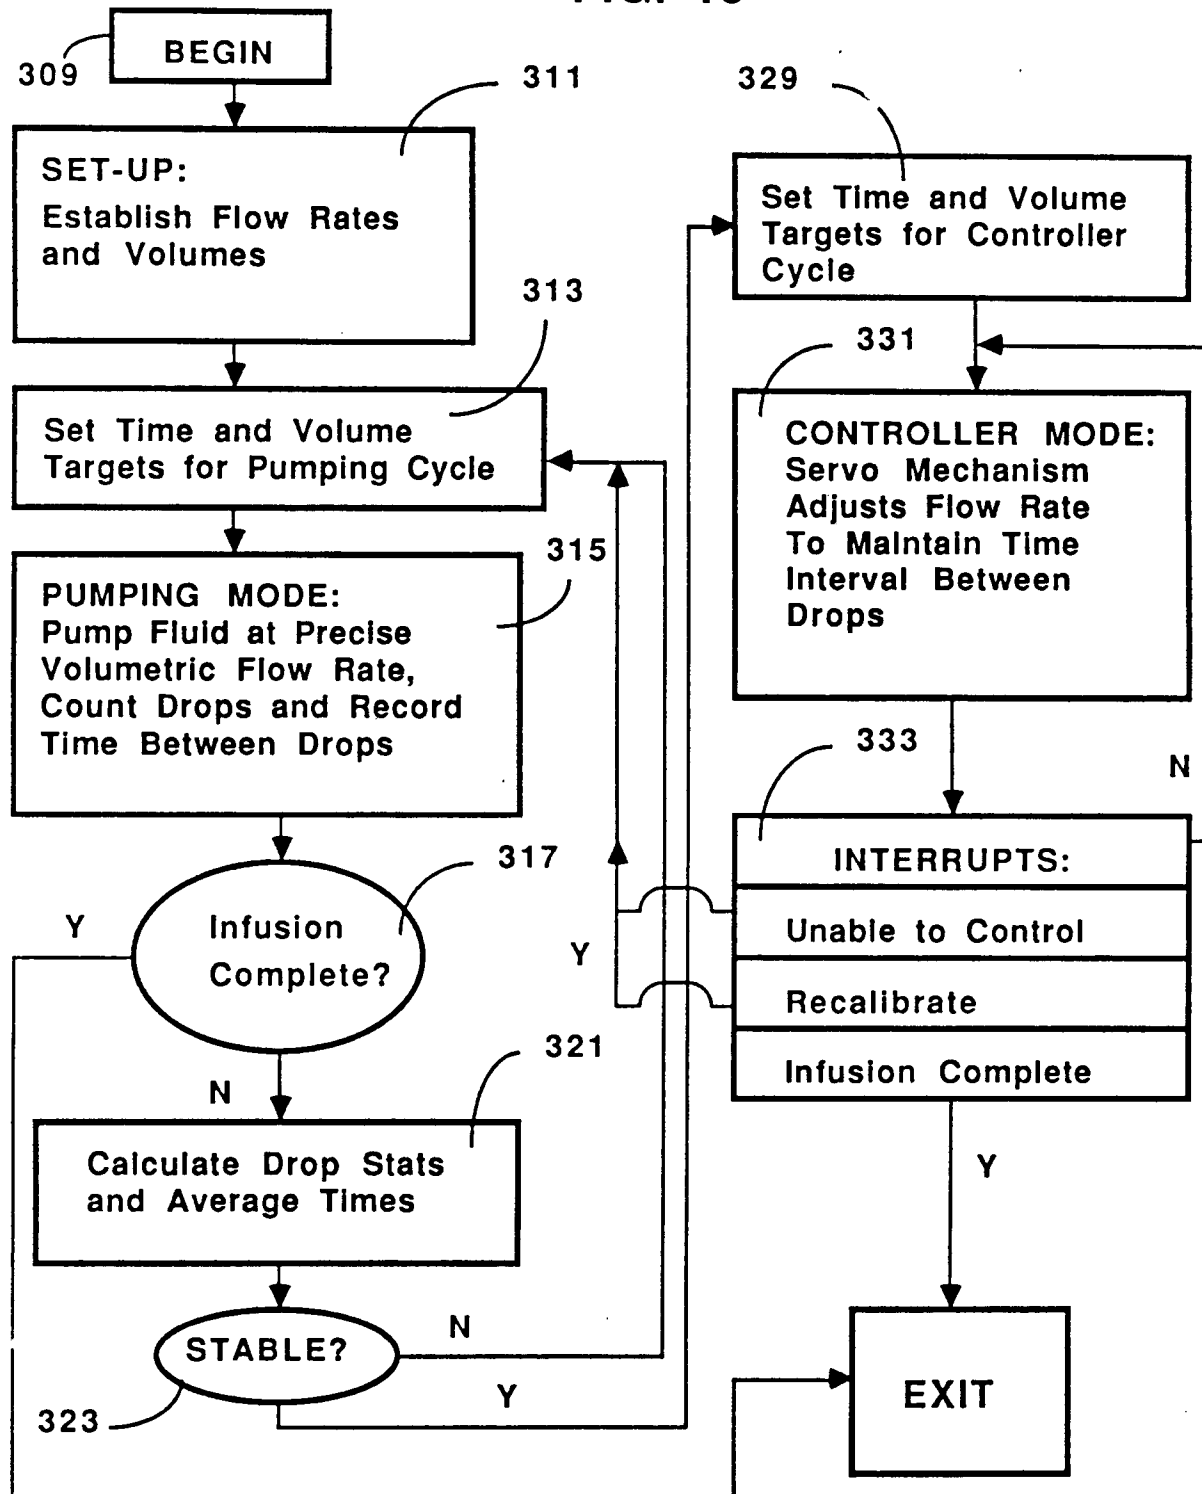 BEGIN
309
311
SET-UP:
Establish Flow Rates
and Volumes
313
Set Time and Volume
Targets for Pumping Cycle
315
PUMPING MODE:
Pump Fluid at Precise
Volumetric Flow Rate,
Count Drops and Record
Time Between Drops
317
Y
Infusion
Complete?
N
321
Calculate Drop Stats
and Average Times
STABLE?
N
Y
323
329
Set Time and Volume
Targets for Controller
Cycle
331
CONTROLLER MODE:
Servo Mechanism
Adjusts Flow Rate
To Maintain Time
Interval Between
Drops
333
N
INTERRUPTS:
Unable to Control
Y
Recalibrate
Infusion Complete
Y
EXIT